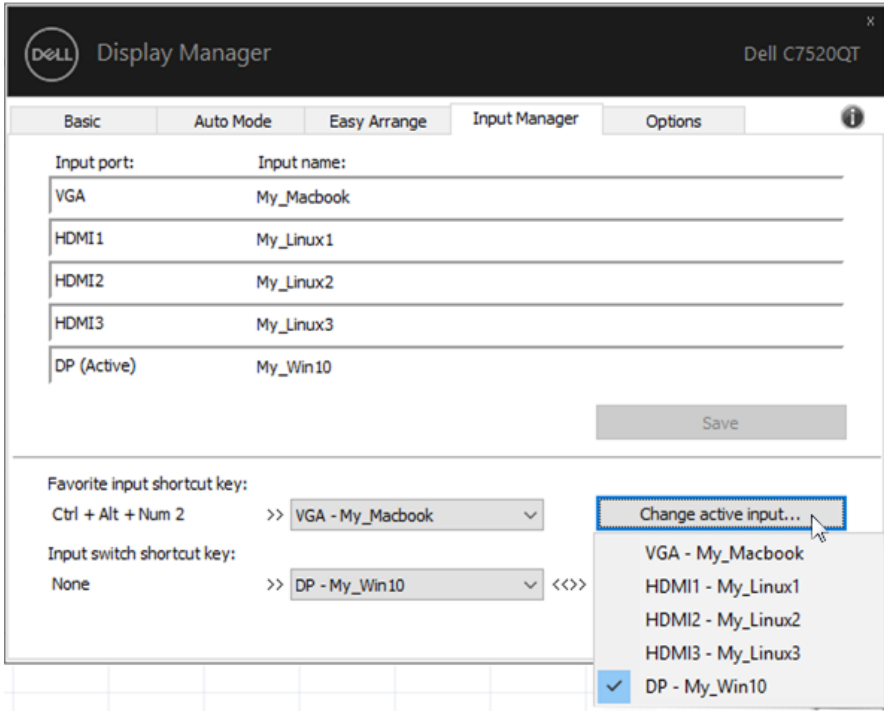 x
DELL Display Manager Dell C7520QT
Basic Auto Mode Easy Arrange Input Manager Options
Input port: Input name:
VGA My_Macbook
HDMI1 My_Linux1
HDMI2 My_Linux2
HDMI3 My_Linux3
DP (Active) My_Win10
Save
Favorite input shortcut key:
Ctrl + Alt + Num 2 >> VGA - My_Macbook Change active input...
Input switch shortcut key:
None >> DP - My_Win10 <<>>
VGA - My_Macbook
HDMI1 - My_Linux1
HDMI2 - My_Linux2
HDMI3 - My_Linux3
DP - My_Win10